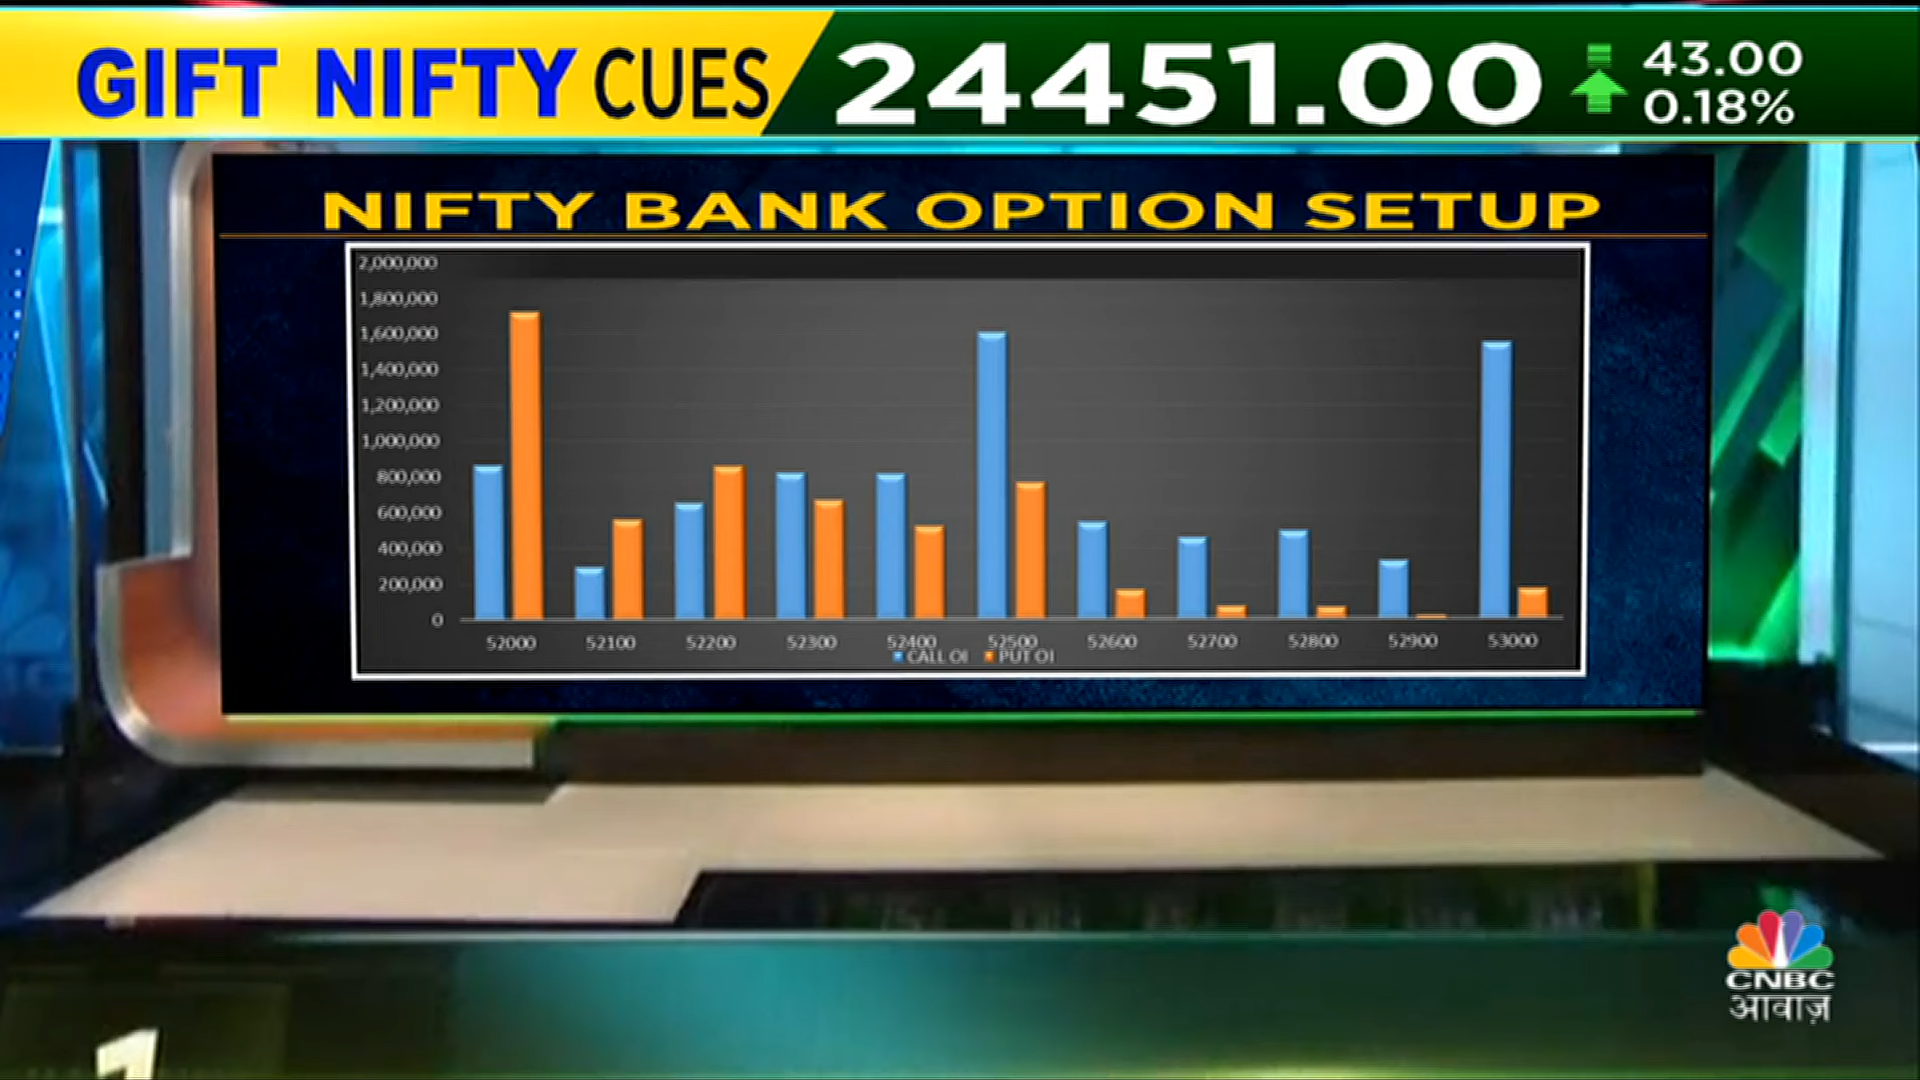 GIFT NIFTY CUES
24451.00
43.00
0.18%
NIFTY BANK OPTION SETUP
2,000,000
1,800,000
1,600,000
1,400,000
1,200,000
1,000,000
800,000
600,000
400,000
200,000
0
52000 52100 52200 52300 52400 52500 52600 52700 52800 52900 53000
CALL OI PUT OI
CNBC
आवाज़
1